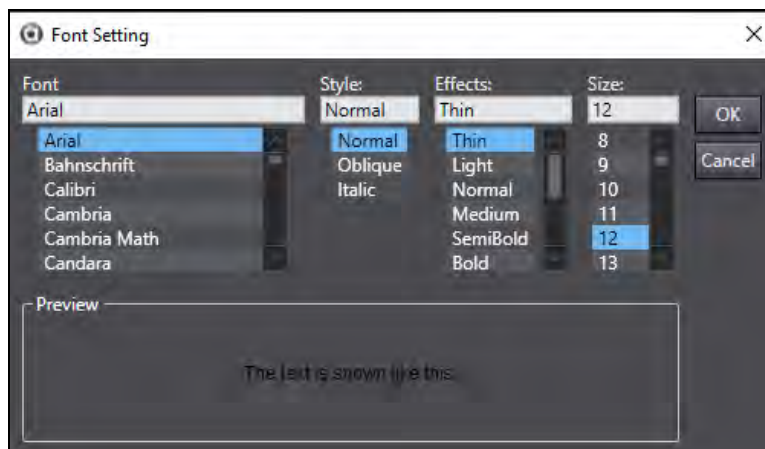 Font Setting
Font Style: Effects: Size:
Arial Normal Thin 12 OK
Arial Normal Thin 8
Bahnschrift Oblique Light 9 Cancel
Calibri Italic Normal 10
Cambria Medium 11
Cambria Math SemiBold 12
Candara Bold 13
Preview
The text is shown like this.